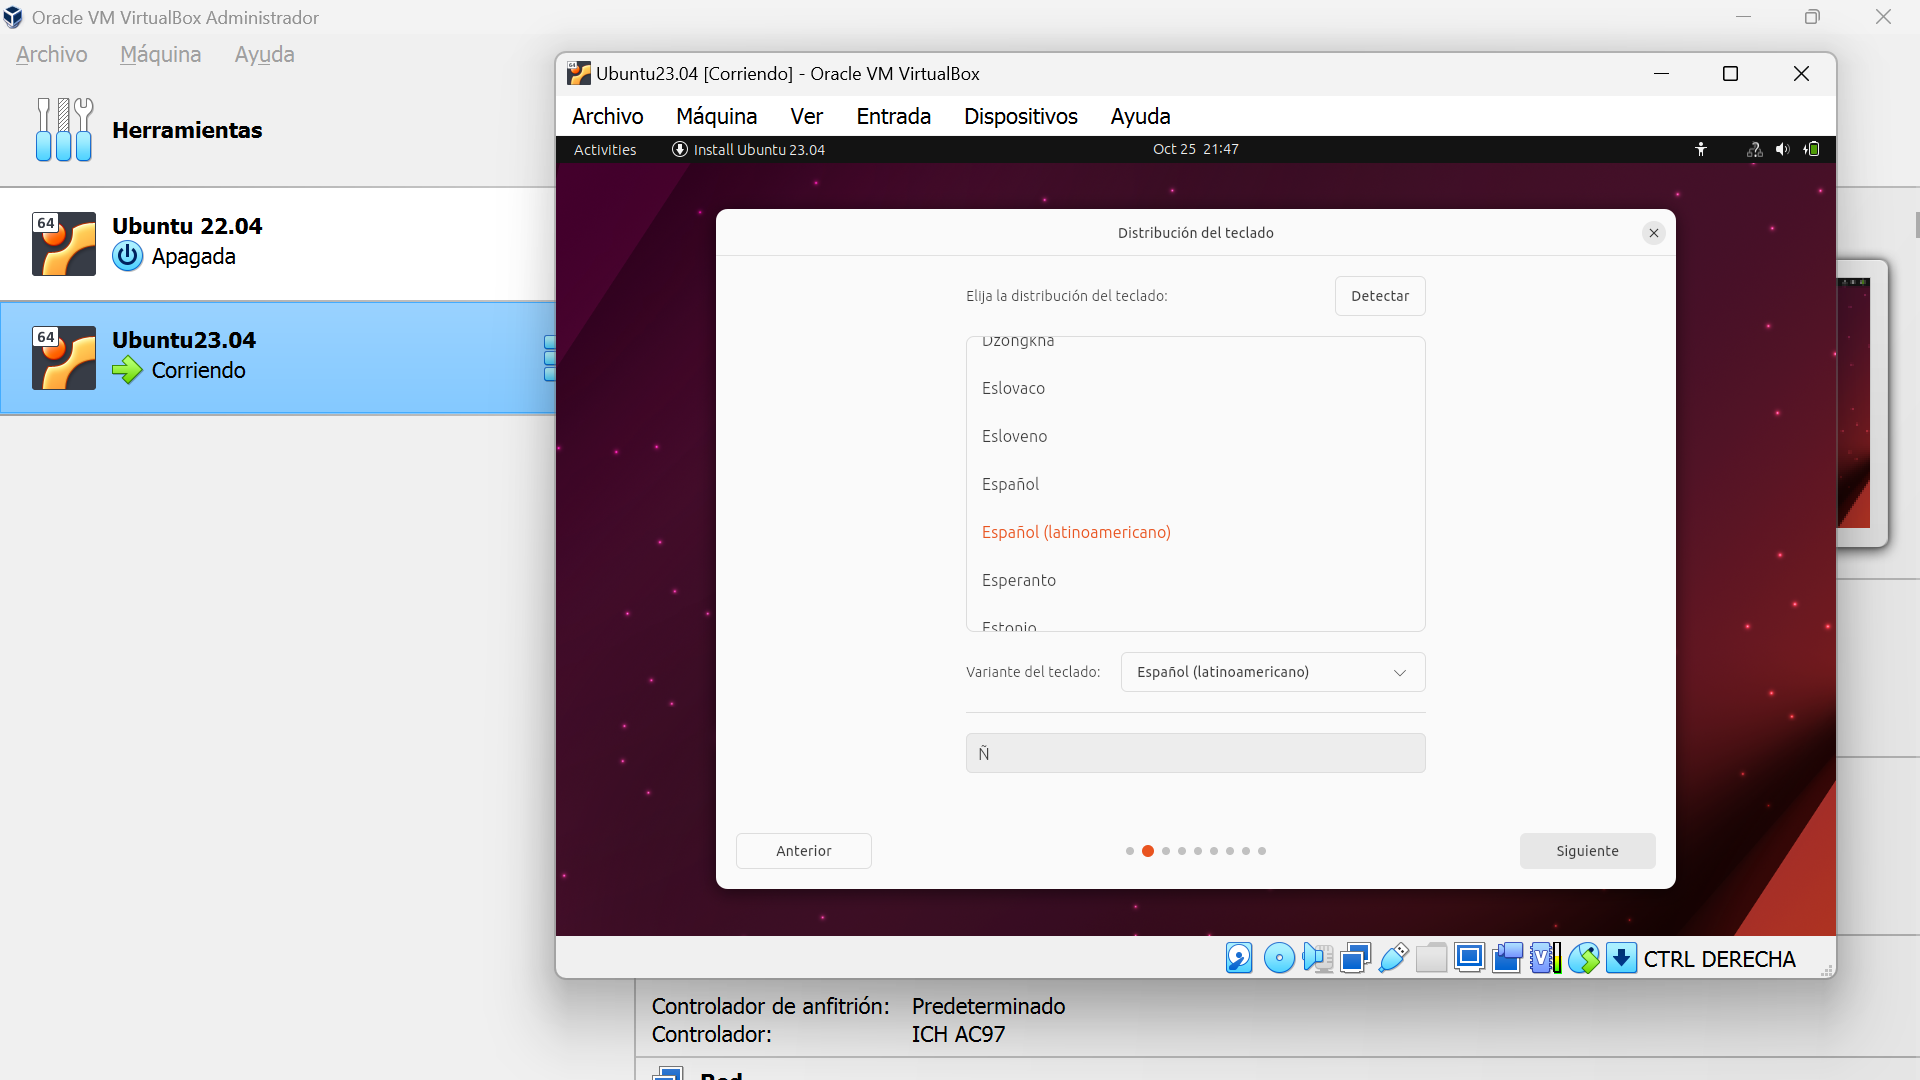 Oracle VM VirtualBox Administrador
Archivo Máquina Ayuda
Herramientas
64
Ubuntu 22.04
Apagada
64
Ubuntu23.04
Corriendo
64
Ubuntu23.04 [Corriendo] - Oracle VM VirtualBox
Archivo Máquina Ver Entrada Dispositivos Ayuda
Activities Install Ubuntu 23.04 Oct 25 21:47
Distribución del teclado
Elija la distribución del teclado: Detectar
Dzongkha
Eslovaco
Esloveno
Español
Español (latinoamericano)
Esperanto
Estonio
Variante del teclado: Español (latinoamericano)
Ñ
Anterior Siguiente
V
CTRL DERECHA
Controlador de anfitrión: Predeterminado
Controlador: ICH AC97
Red